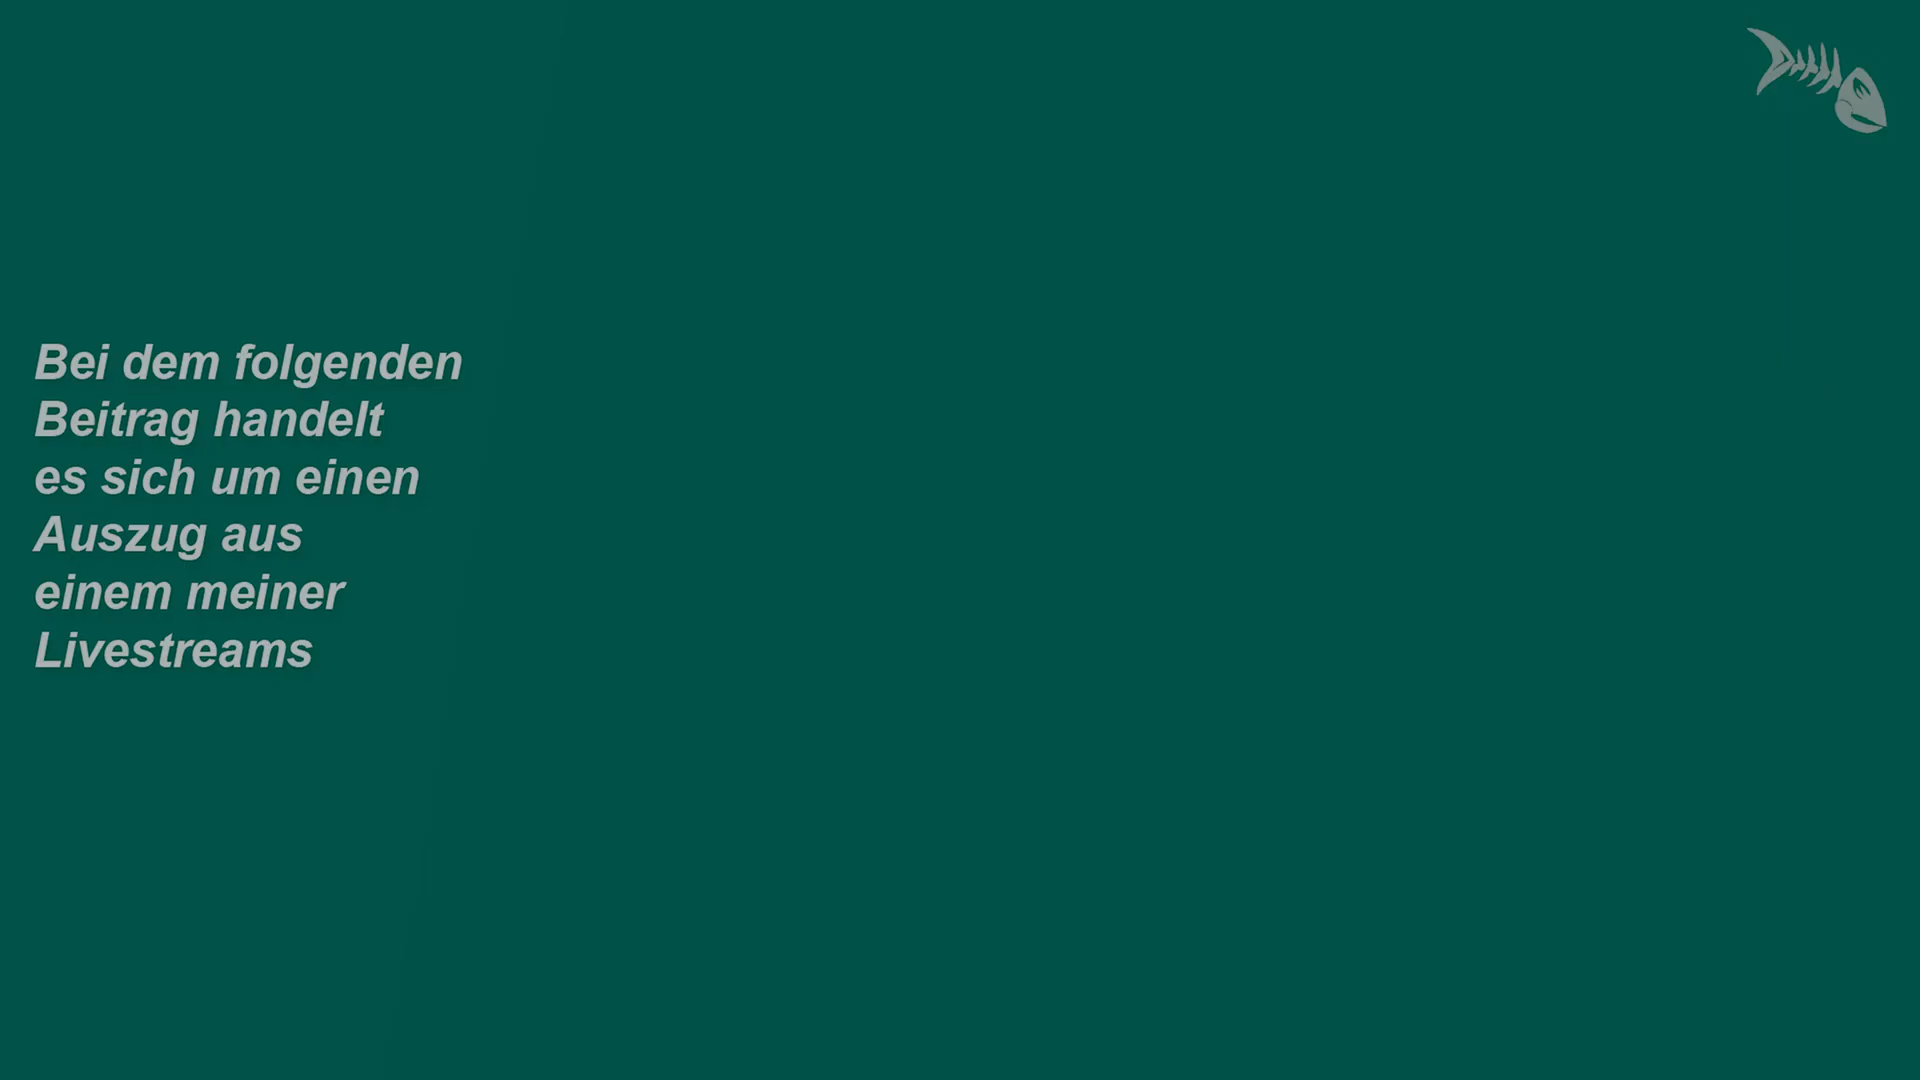 Bei dem folgenden
Beitrag handelt
es sich um einen
Auszug aus
einem meiner
Livestreams